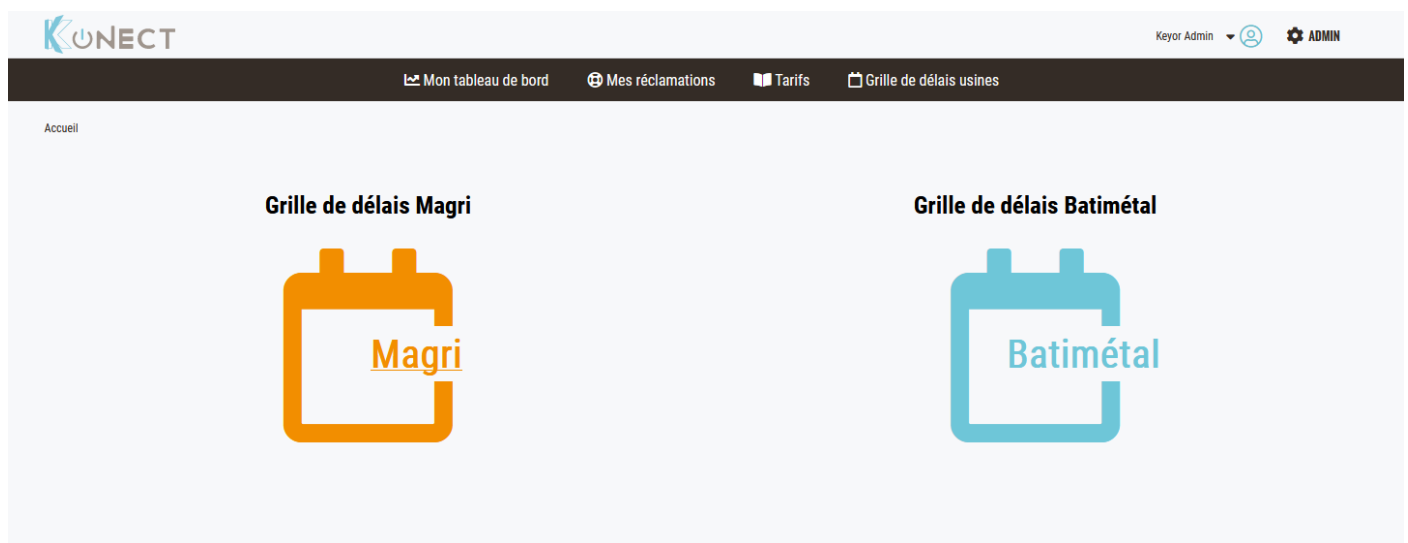 KONECT
Keyor Admin ADMIN
Mon tableau de bord Mes réclamations Tarifs Grille de délais usines
Accueil
Grille de délais Magri Grille de délais Batimétal
Magri Batimétal